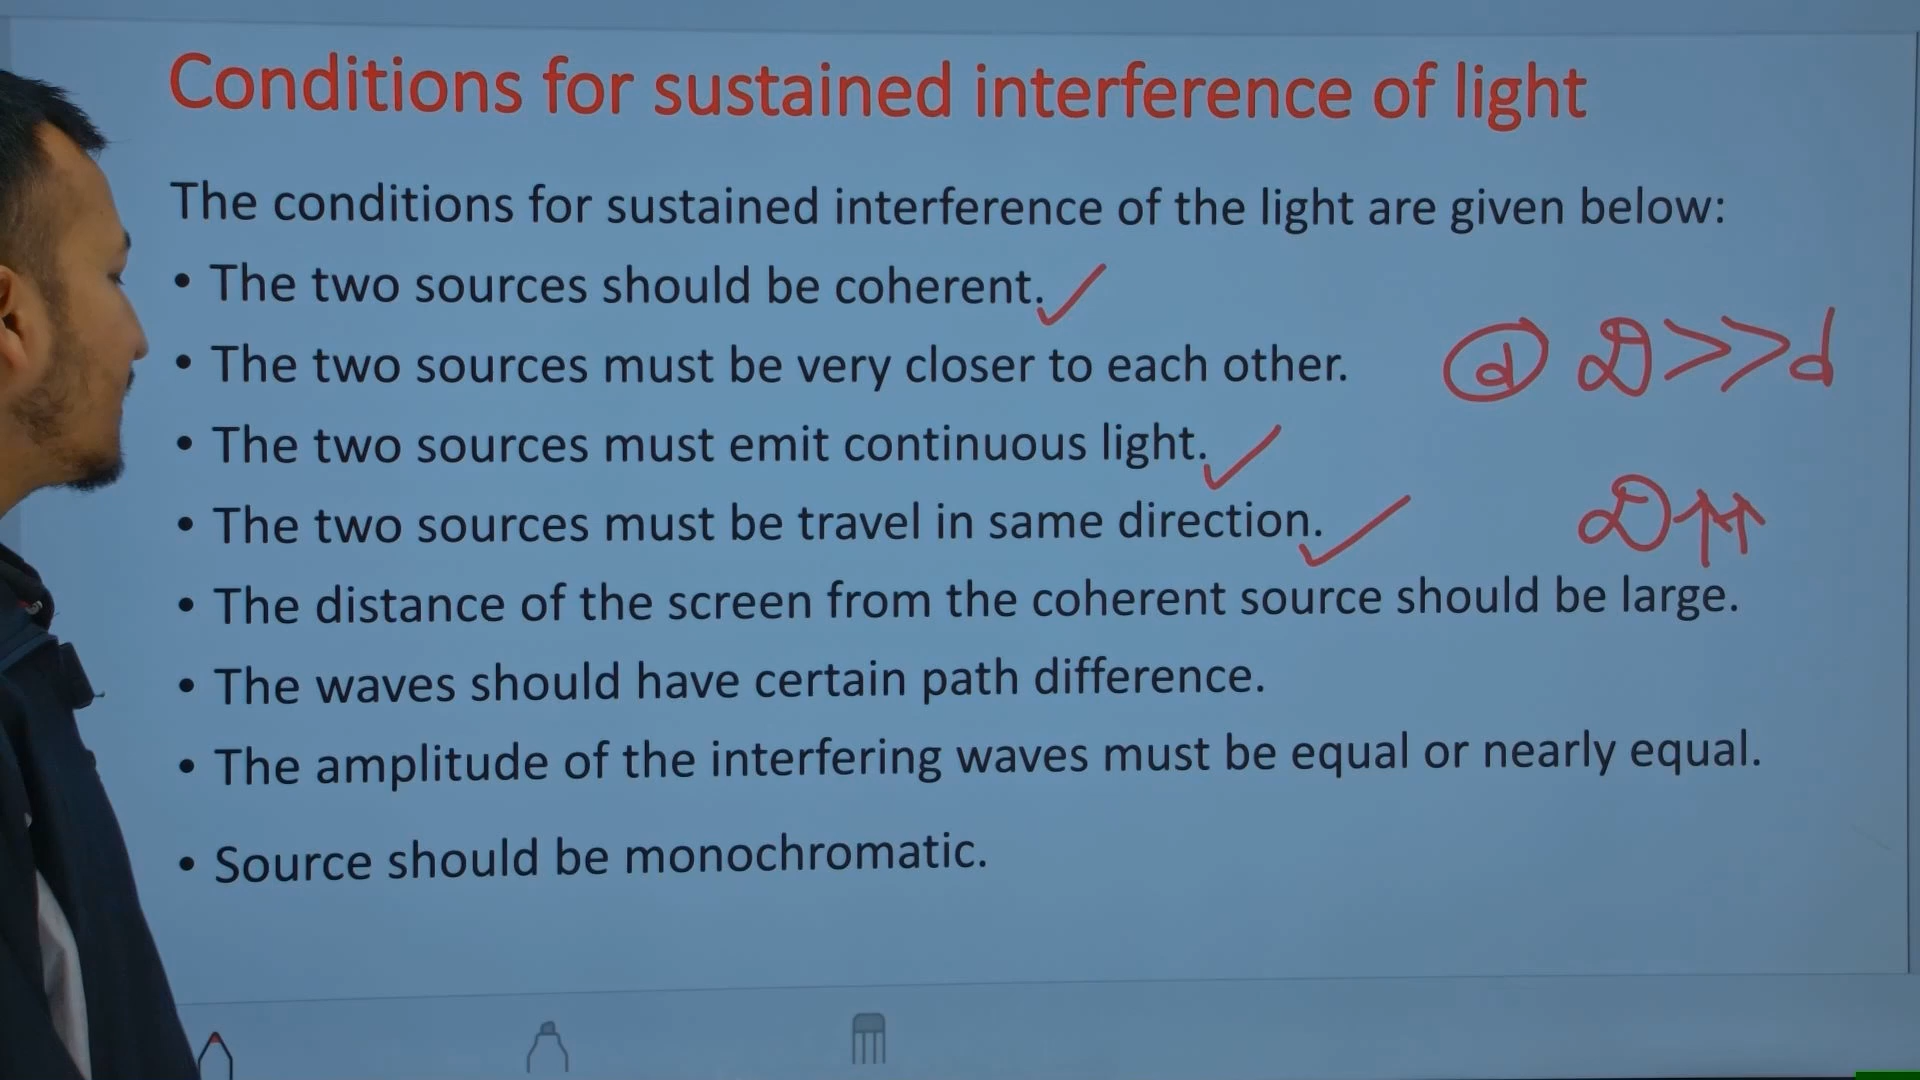 Conditions for sustained interference of light
The conditions for sustained interference of the light are given below:
• The two sources should be coherent.
• The two sources must be very closer to each other.
d D>>d
• The two sources must emit continuous light.
• The two sources must be travel in same direction.
D↑↑
• The distance of the screen from the coherent source should be large.
• The waves should have certain path difference.
• The amplitude of the interfering waves must be equal or nearly equal.
• Source should be monochromatic.